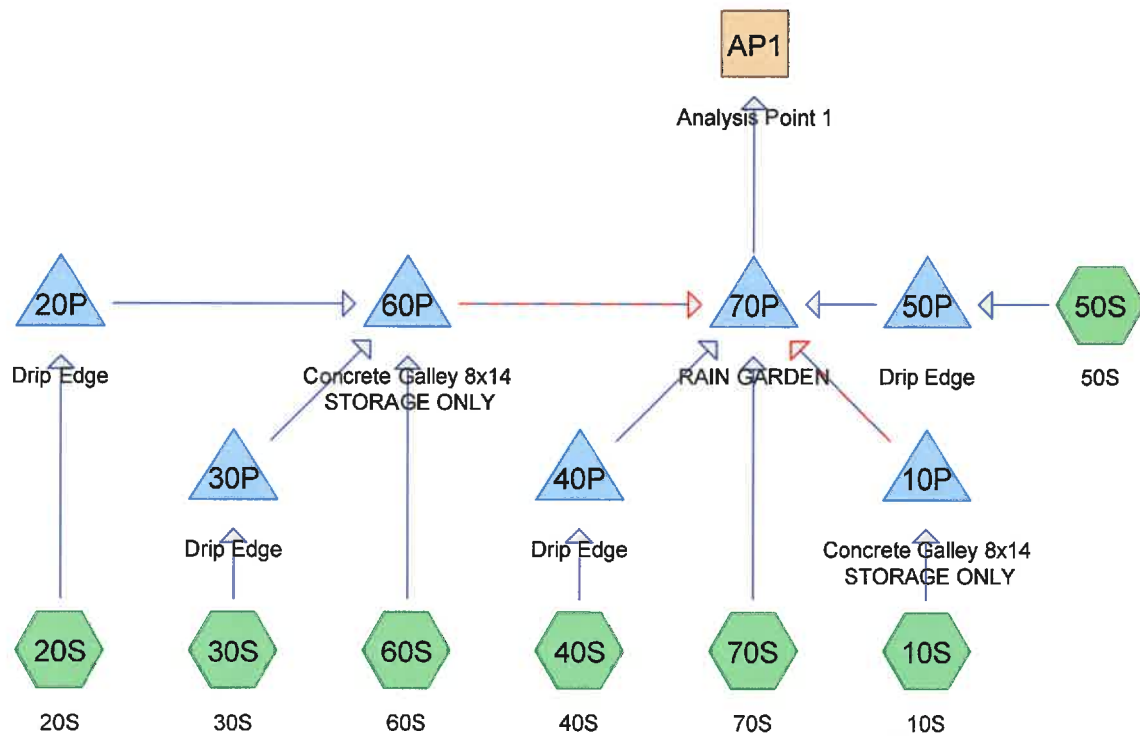 AP1
Analysis Point 1
20P
60P
70P
50P
50S
Drip Edge
Concrete Galley 8x14
STORAGE ONLY
RAIN GARDEN
Drip Edge
50S
30P
40P
10P
Drip Edge
Drip Edge
Concrete Galley 8x14
STORAGE ONLY
20S
30S
60S
40S
70S
10S
20S
30S
60S
40S
70S
10S